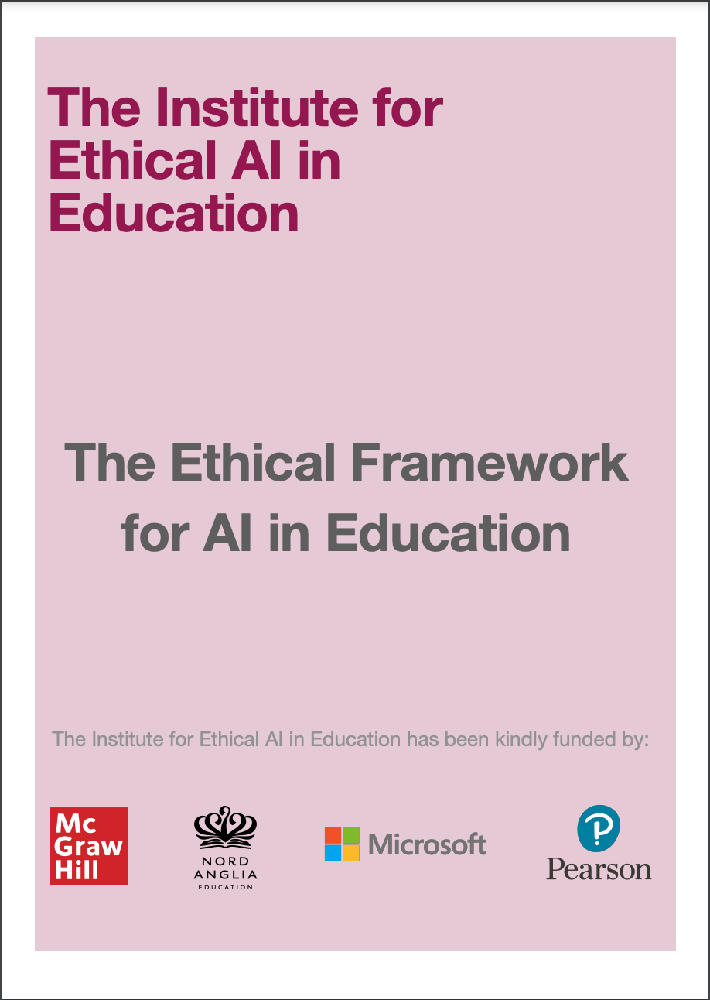 The Institute for
Ethical AI in
Education
The Ethical Framework
for AI in Education
The Institute for Ethical AI in Education has been kindly funded by:
Mc
Graw
Hill
NORD
ANGLIA
EDUCATION
Microsoft
Pearson